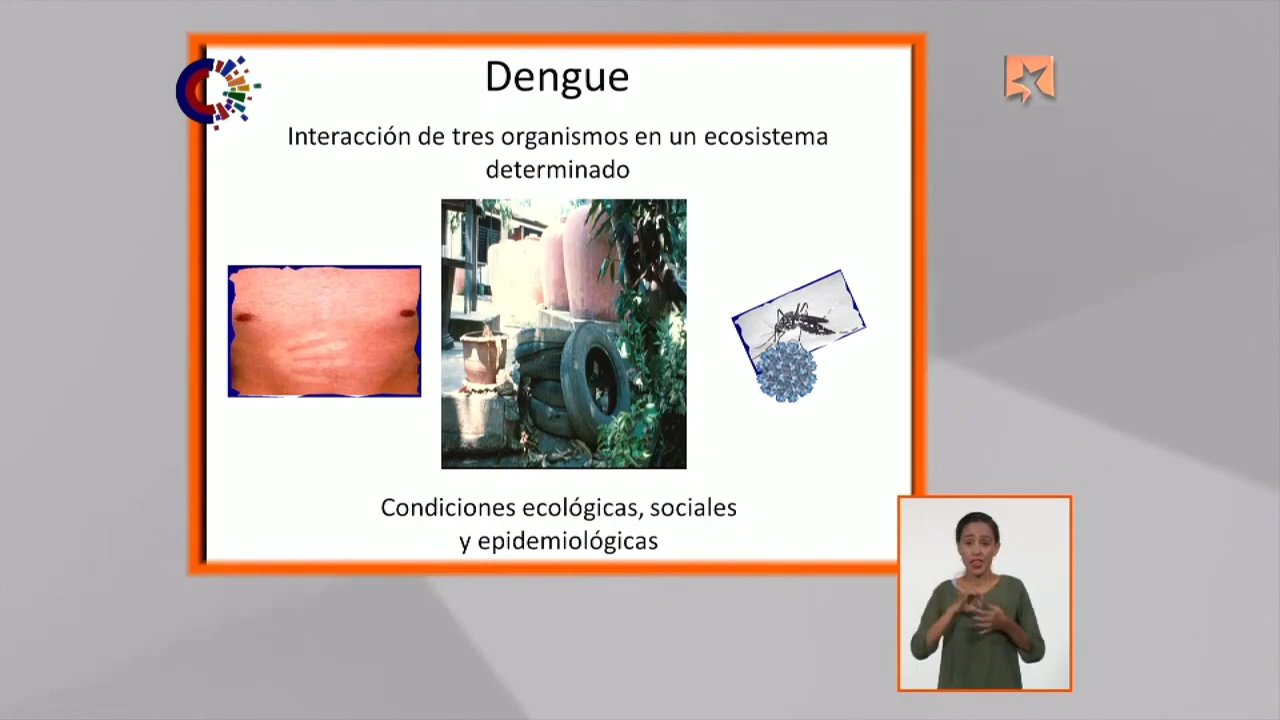 Dengue
Interacción de tres organismos en un ecosistema
determinado
Condiciones ecológicas, sociales
y epidemiológicas